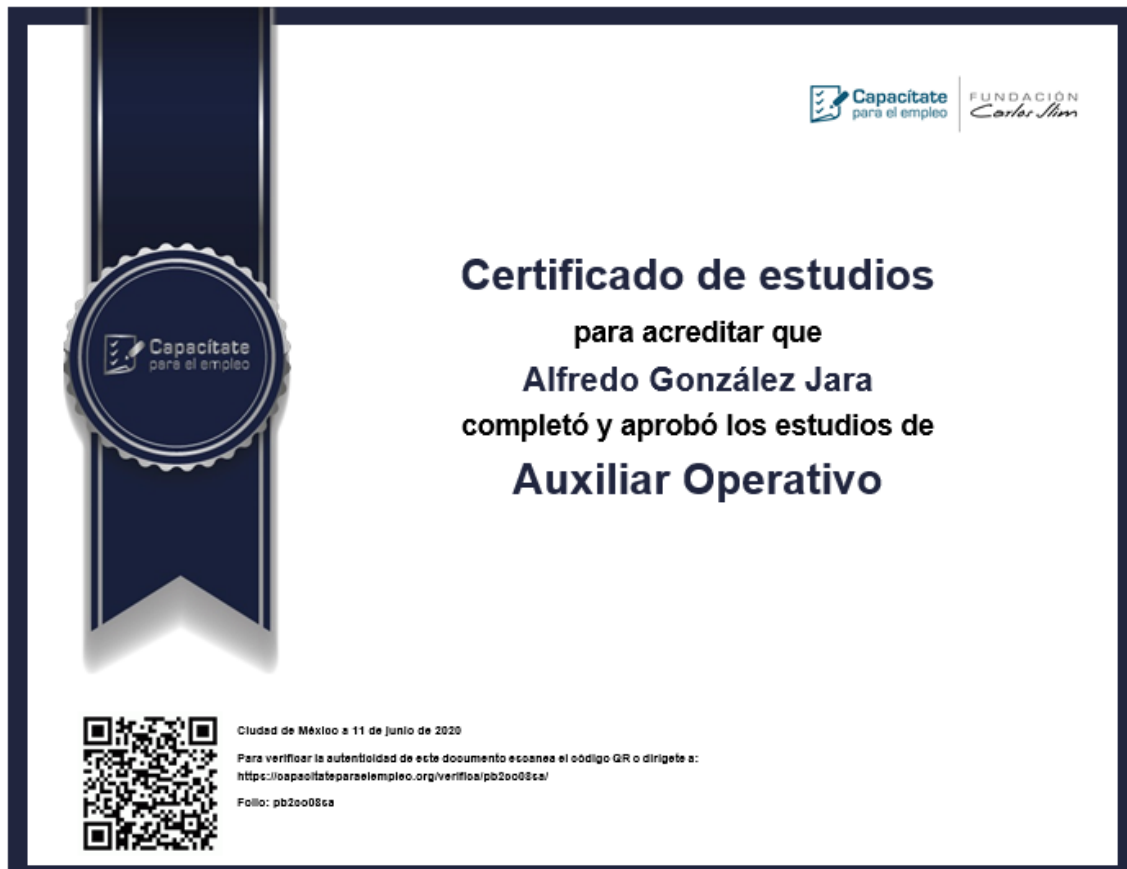 Capacítate
para el empleo
FUNDACIÓN
Carlos Slim
Capacítate
para el empleo
Certificado de estudios
para acreditar que
Alfredo González Jara
completó y aprobó los estudios de
Auxiliar Operativo
Ciudad de México a 11 de junio de 2020
Para verificar la autenticidad de este documento escanea el código QR o dirigete a:
https://capacitateparaelempleo.org/verifica/pb2oo08sa/
Folio: pb2oo08sa